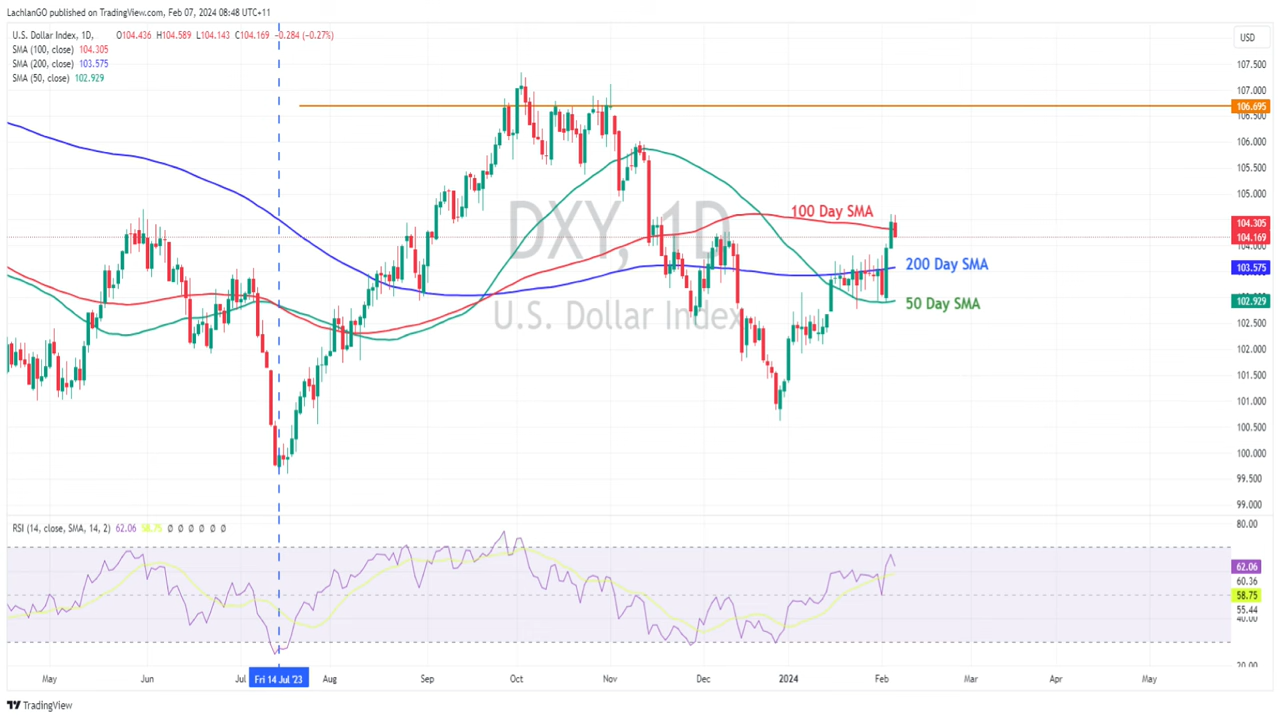 LachlanGO published on TradingView.com, Feb 07, 2024 08:48 UTC+11
U.S. Dollar Index, 1D, O104.436 H104.589 L104.143 C104.169 −0.284 (−0.27%)
SMA (100, close) 104.305
SMA (200, close) 103.575
SMA (50, close) 102.929
USD
107.500
107.000
106.695
106.500
106.000
105.500
105.000
100 Day SMA
104.305
104.169
104.000
200 Day SMA
103.575
50 Day SMA
102.929
DXY, 1D
U.S. Dollar Index
102.500
102.000
101.500
101.000
100.500
100.000
99.500
99.000
RSI (14, close, SMA, 14, 2) 62.06 58.75 Ø Ø Ø Ø Ø Ø
80.00
62.06
60.36
58.75
55.44
40.00
20.00
May Jun Jul Fri 14 Jul '23 Aug Sep Oct Nov Dec 2024 Feb Mar Apr May
TradingView